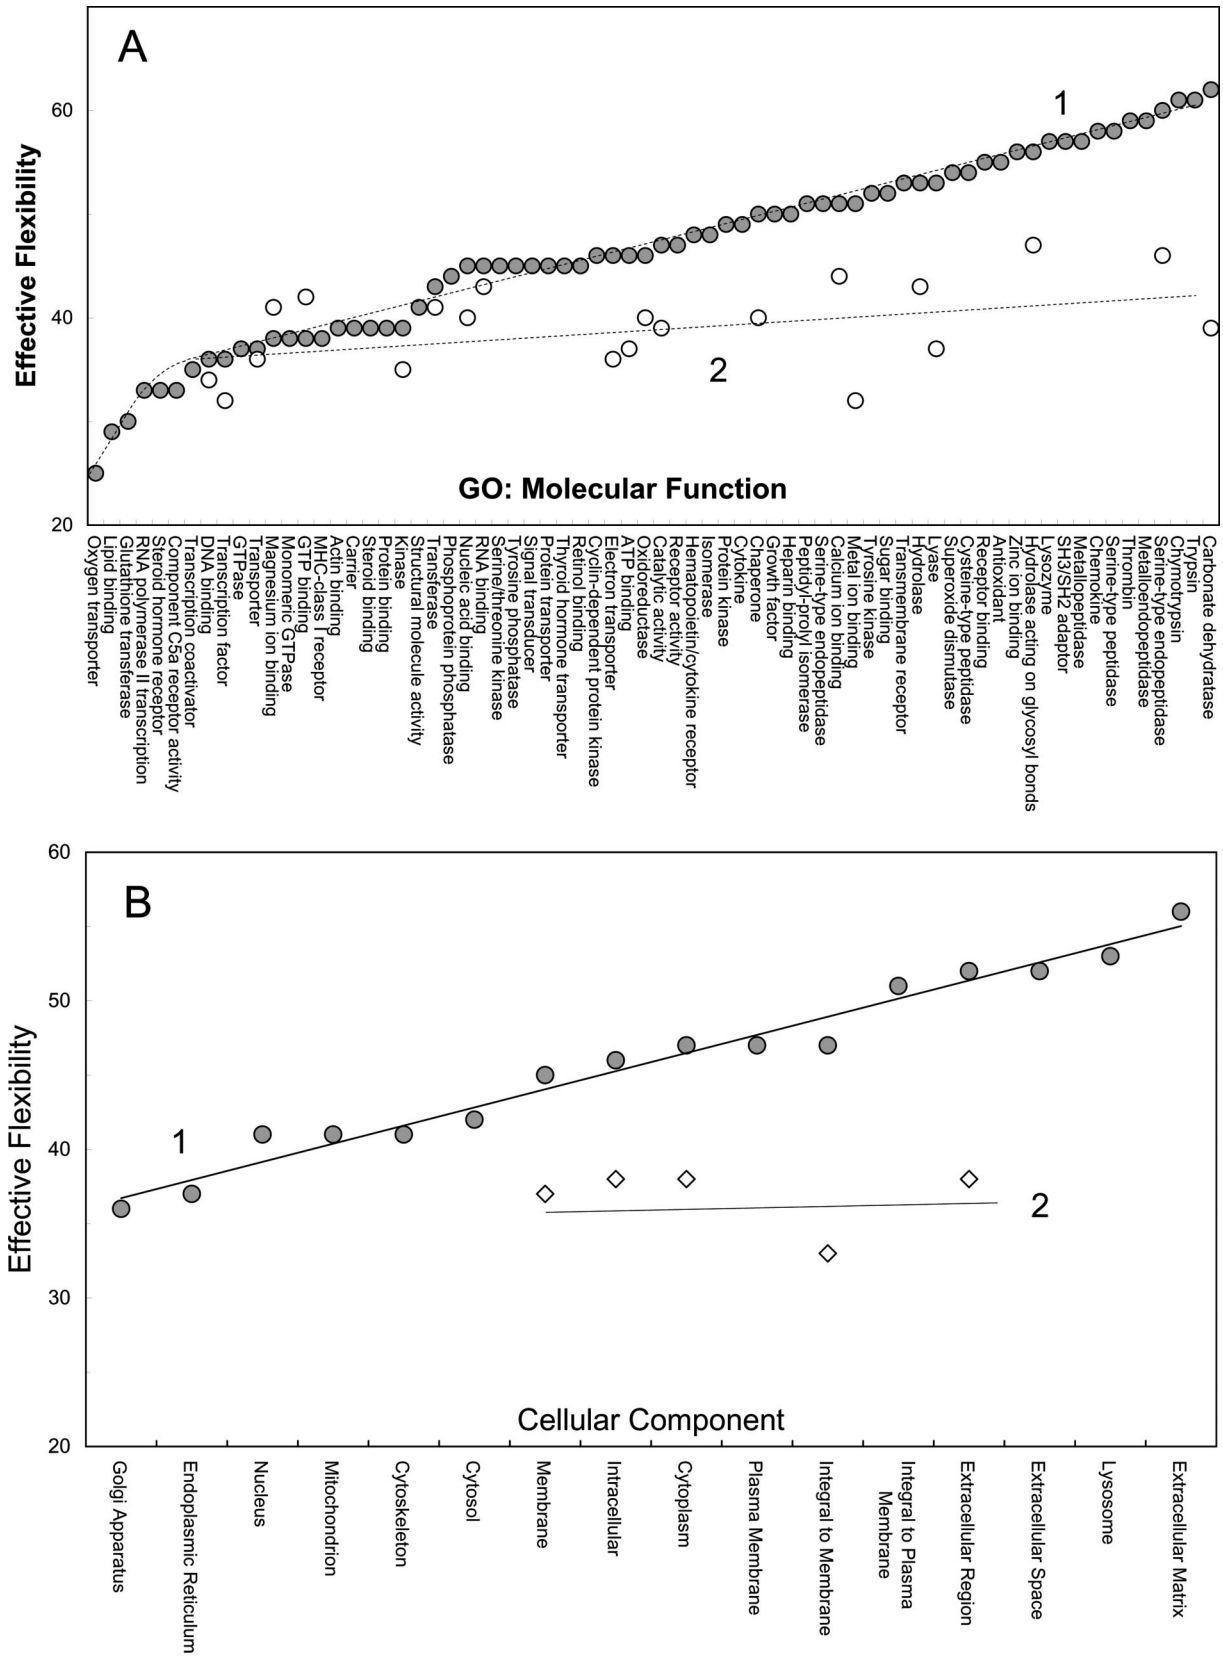 A
1
60
Effective Flexibility
40
2
GO: Molecular Function
20
Oxygen transporter
Lipid binding
Glutathione transferase
RNA polymerase II transcription
Steroid hormone receptor
Component C5a receptor activity
Transcription coactivator
DNA binding
Transcription factor
GTPase
Transporter
Magnesium ion binding
Monomeric GTPase
GTP binding
MHC-class I receptor
Actin binding
Carrier
Steroid binding
Protein binding
Kinase
Structural molecule activity
Transferase
Phosphoprotein phosphatase
Nucleic acid binding
RNA binding
Serine/threonine kinase
Tyrosine phosphatase
Signal transducer
Protein transporter
Thyroid hormone transporter
Retinol binding
Cyclin-dependent protein kinase
Electron transporter
ATP binding
Oxidoreductase
Catalytic activity
Receptor activity
Hematopoietin/cytokine receptor
Isomerase
Protein kinase
Cytokine
Chaperone
Growth factor
Heparin binding
Peptidyl-prolyl isomerase
Serine-type endopeptidase
Calcium ion binding
Metal ion binding
Tyrosine kinase
Sugar binding
Transmembrane receptor
Hydrolase
Lyase
Superoxide dismutase
Cysteine-type peptidase
Receptor binding
Antioxidant
Zinc ion binding
Hydrolase acting on glycosyl bonds
Lysozyme
SH3/SH2 adaptor
Metallopeptidase
Chemokine
Serine-type peptidase
Thrombin
Metalloendopeptidase
Serine-type endopeptidase
Chymotrypsin
Trypsin
Carbonate dehydratase
60
B
50
Effective Flexibility
1
40
2
30
Cellular Component
20
Golgi Apparatus
Endoplasmic Reticulum
Nucleus
Mitochondrion
Cytoskeleton
Cytosol
Membrane
Intracellular
Cytoplasm
Plasma Membrane
Integral to Membrane
Integral to Plasma
Membrane
Extracellular Region
Extracellular Space
Lysosome
Extracellular Matrix